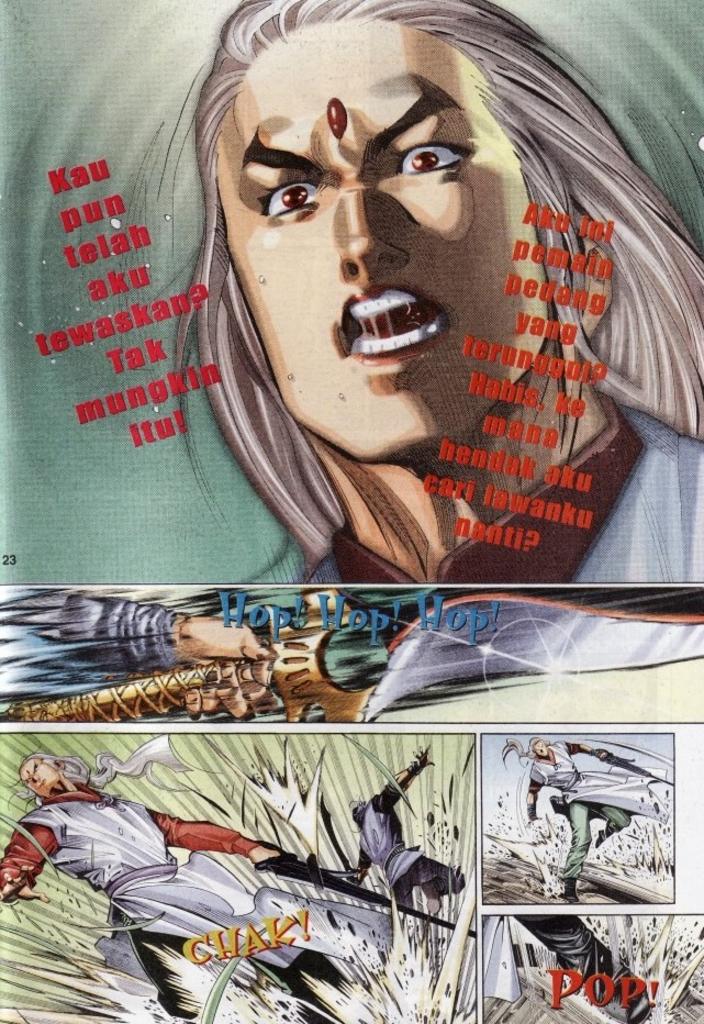 Kau
pun
telah
aku
tewaskan?
Tak
mungkin
itu!
Aku ini
pemain
pedang
yang
terunggul?
Habis, ke
mana
hendak aku
cari lawanku
nanti?
23
Hop! Hop! Hop!
CHAK!
POP!